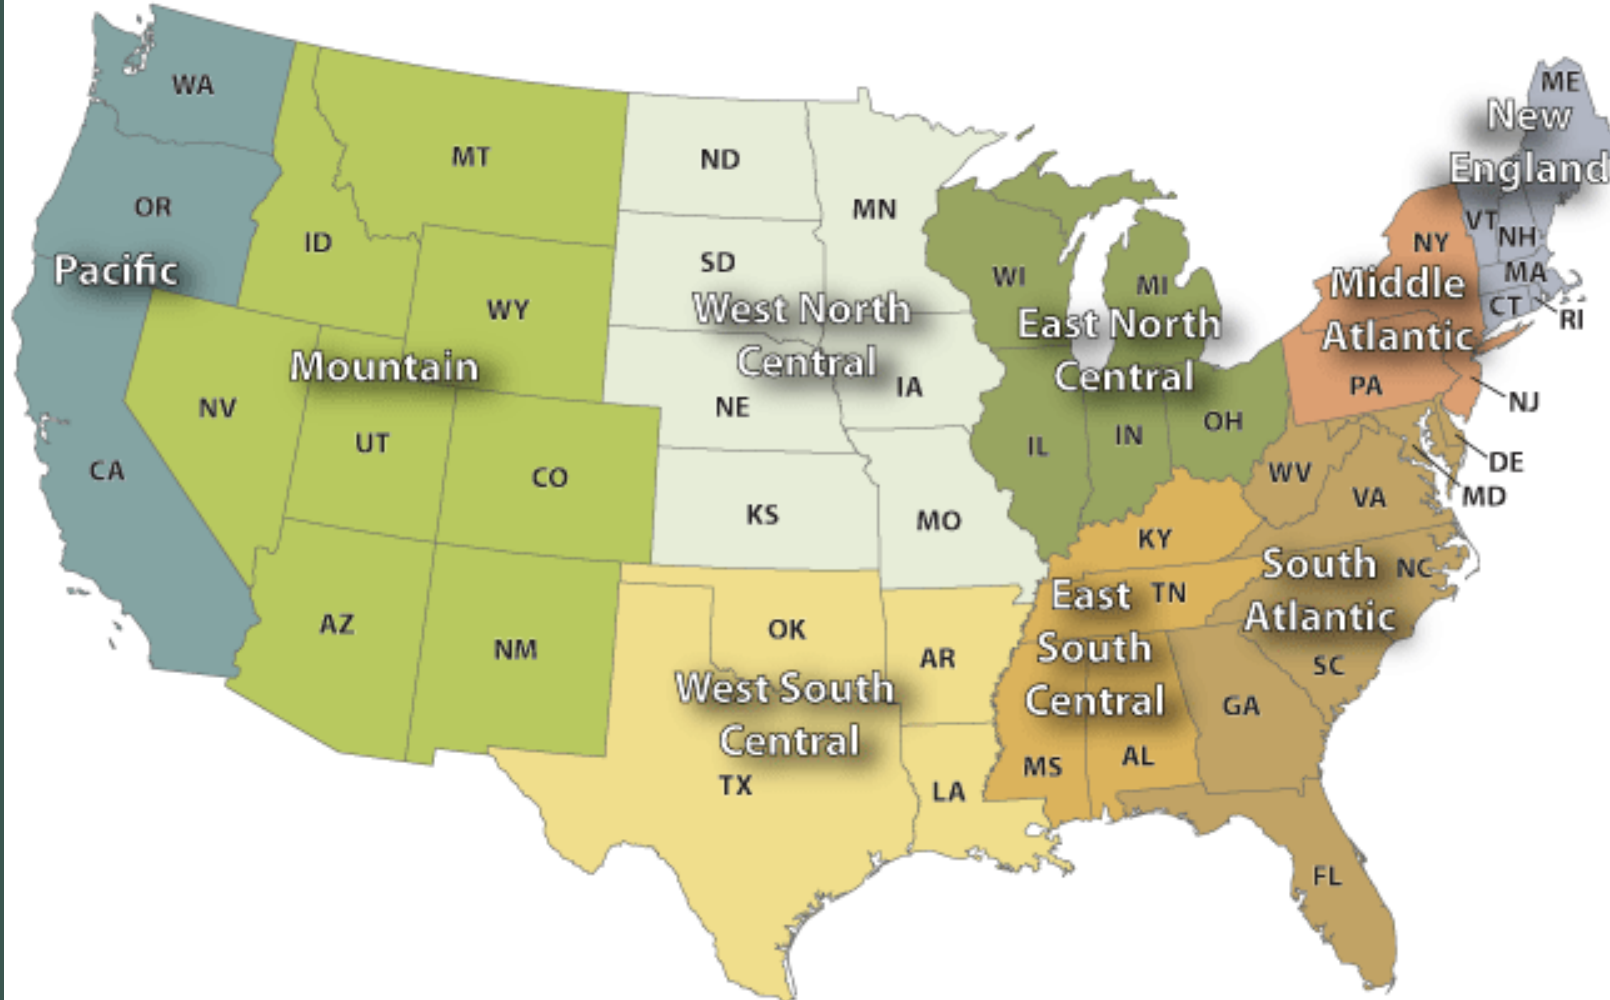 WA
OR
Pacific
CA
MT
ID
WY
Mountain
NV
UT
CO
AZ
NM
ND
MN
SD
West North
Central
NE
IA
KS
MO
WI
MI
East North
Central
IL
IN
OH
ME
New
England
VT
NH
MA
CT
RI
NY
Middle
Atlantic
PA
NJ
DE
MD
WV
VA
South
Atlantic
NC
SC
GA
FL
KY
TN
East
South
Central
MS
AL
OK
AR
West South
Central
TX
LA